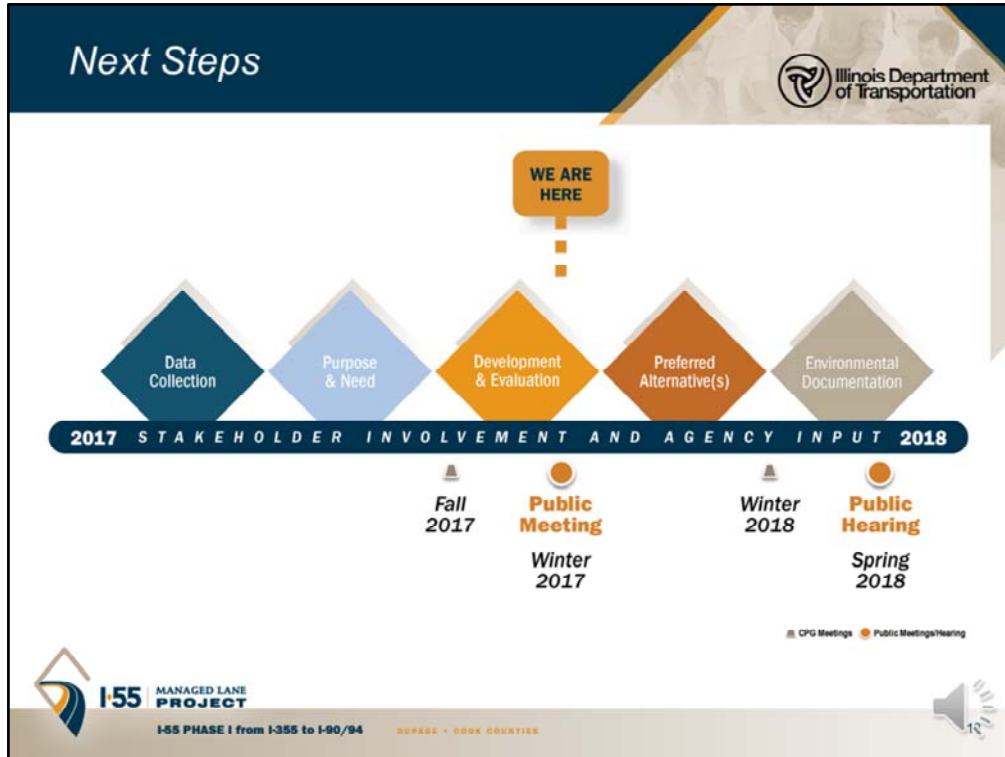 Next Steps
Illinois Department
of Transportation
WE ARE
HERE
Data
Collection
Purpose
& Need
Development
& Evaluation
Preferred
Alternative(s)
Environmental
Documentation
2017 STAKEHOLDER INVOLVEMENT AND AGENCY INPUT 2018
Fall
2017
Public
Meeting
Winter
2017
Winter
2018
Public
Hearing
Spring
2018
CPG Meetings Public Meetings/Hearing
I-55 MANAGED LANE
PROJECT
I-55 PHASE I from I-355 to I-90/94 DUPAGE • COOK COUNTIES